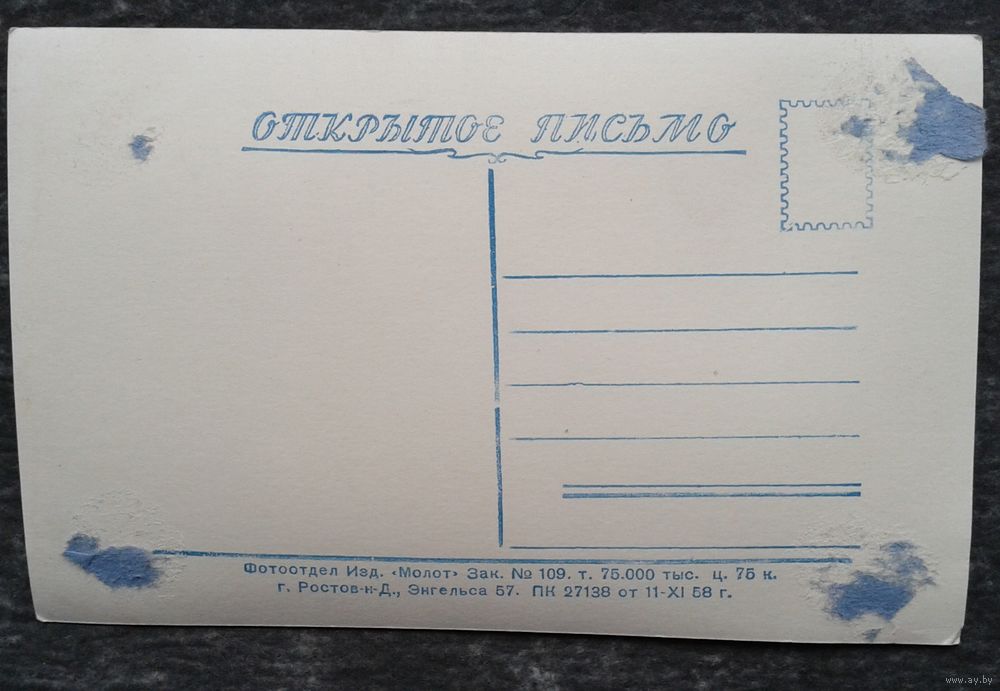 ОТКРЫТОЕ ПИСЬМО
Фотоотдел Изд. «Молот» Зак. № 109. т. 75.000 тыс. ц. 75 к.
г. Ростов-н-Д., Энгельса 57. ПК 27138 от 11-XI 58 г.
www.ay.by